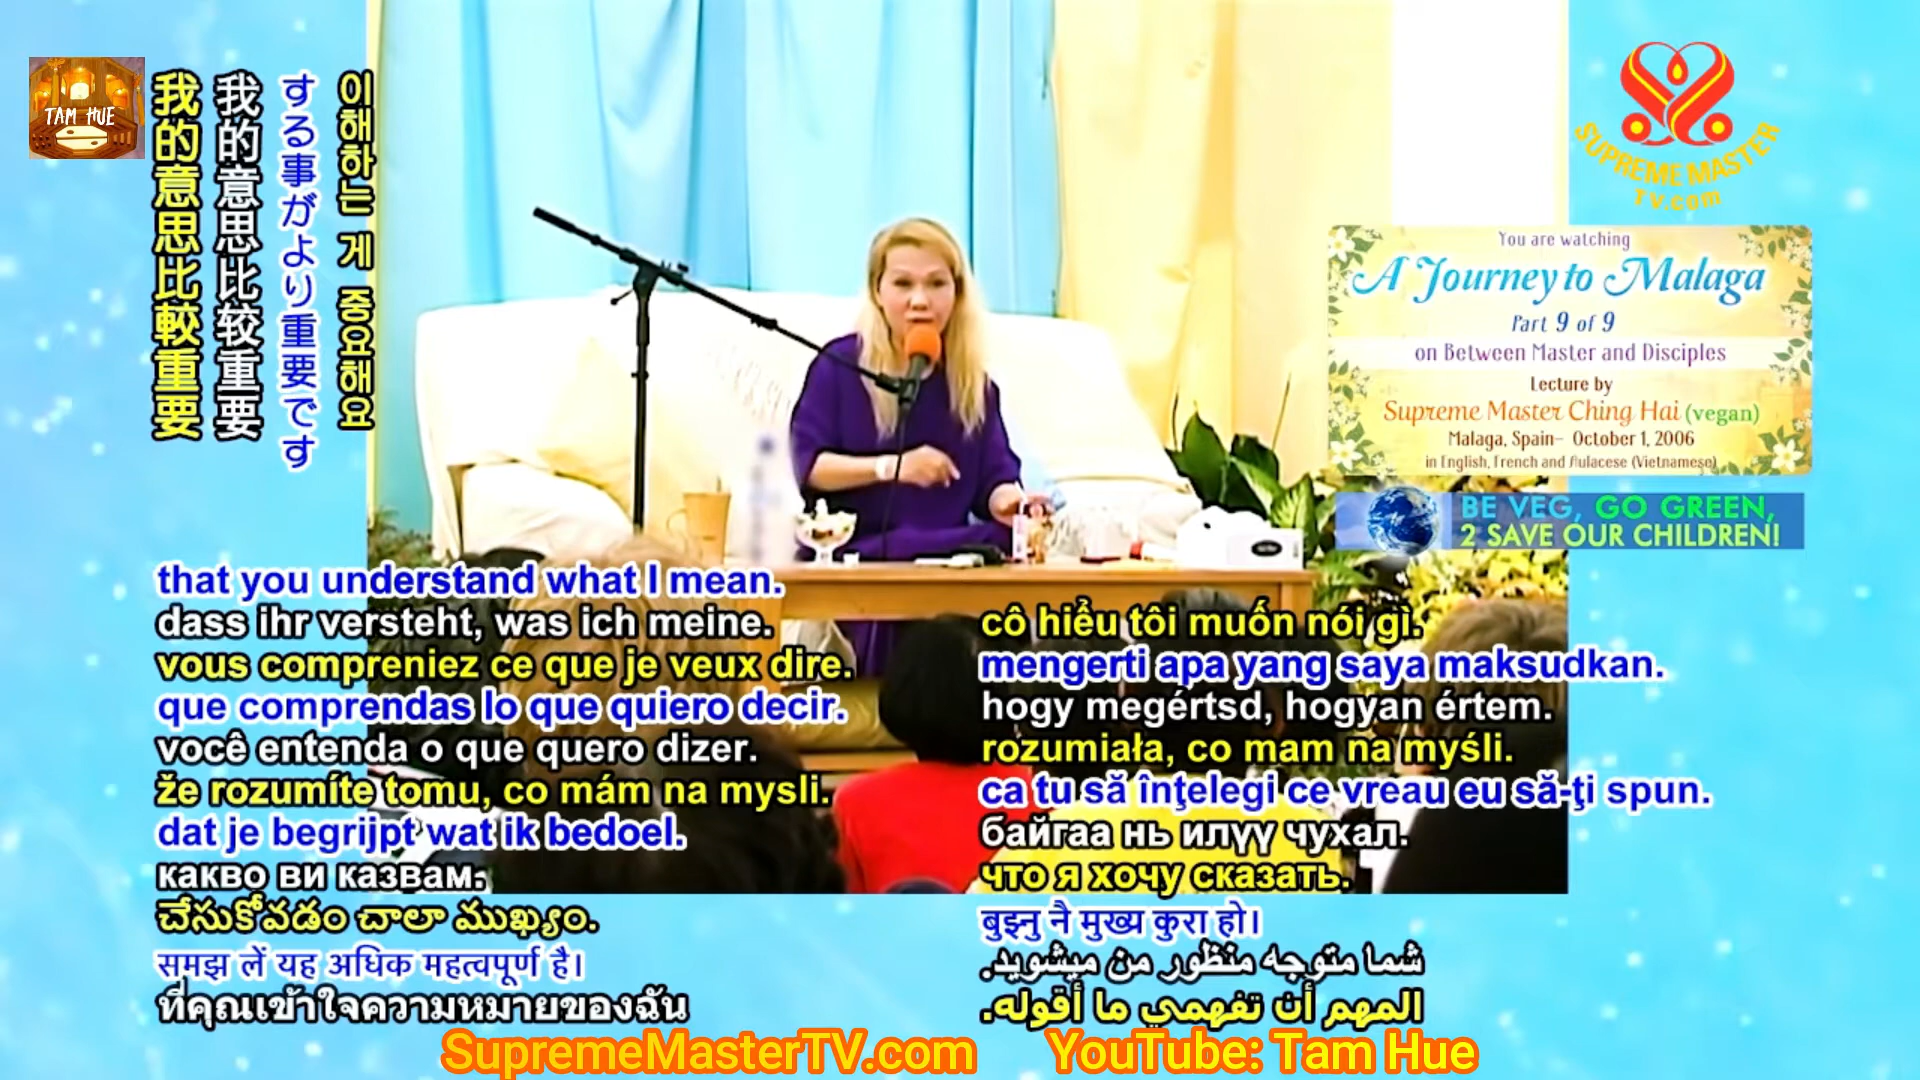 TAM HUE
我的意思比較重要
我的意思比较重要
する事がより重要です
이해하는 게 중요해요
SUPREME MASTER
TV.com
You are watching
A Journey to Malaga
Part 9 of 9
on Between Master and Disciples
Lecture by
Supreme Master Ching Hai (vegan)
Malaga, Spain– October 1, 2006
in English, French and Aulacese (Vietnamese)
BE VEG, GO GREEN,
2 SAVE OUR CHILDREN!
that you understand what I mean.
dass ihr versteht, was ich meine.
vous compreniez ce que je veux dire.
que comprendas lo que quiero decir.
você entenda o que quero dizer.
že rozumíte tomu, co mám na mysli.
dat je begrijpt wat ik bedoel.
какво ви казвам.
చేసుకోవడం చాలా ముఖ్యం.
समझ लें यह अधिक महत्वपूर्ण है।
ที่คุณเข้าใจความหมายของฉัน
cô hiểu tôi muốn nói gì.
mengerti apa yang saya maksudkan.
hogy megértsd, hogyan értem.
rozumiała, co mam na myśli.
ca tu să înţelegi ce vreau eu să-ţi spun.
байгаа нь илүү чухал.
что я хочу сказать.
बुझ्नु नै मुख्य कुरा हो।
شما متوجه منظور من میشوید.
المهم أن تفهمي ما أقوله.
SupremeMasterTV.com
YouTube: Tam Hue